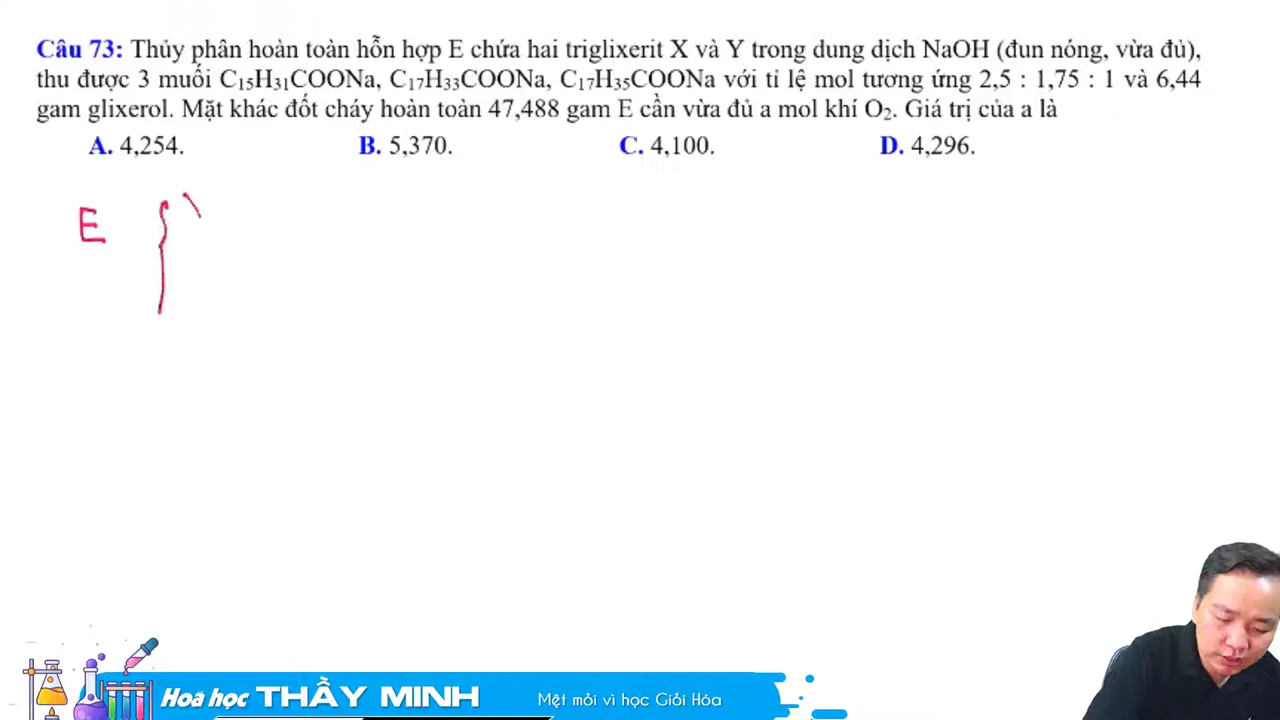 Câu 73: Thủy phân hoàn toàn hỗn hợp E chứa hai triglixerit X và Y trong dung dịch NaOH (đun nóng, vừa đủ),
thu được 3 muối C₁₅H₃₁COONa, C₁₇H₃₃COONa, C₁₇H₃₅COONa với tỉ lệ mol tương ứng 2,5 : 1,75 : 1 và 6,44
gam glixerol. Mặt khác đốt cháy hoàn toàn 47,488 gam E cần vừa đủ a mol khí O₂. Giá trị của a là
A. 4,254. B. 5,370. C. 4,100. D. 4,296.
E {
Hoá học THẦY MINH Mệt mỏi vì học Giỏi Hóa